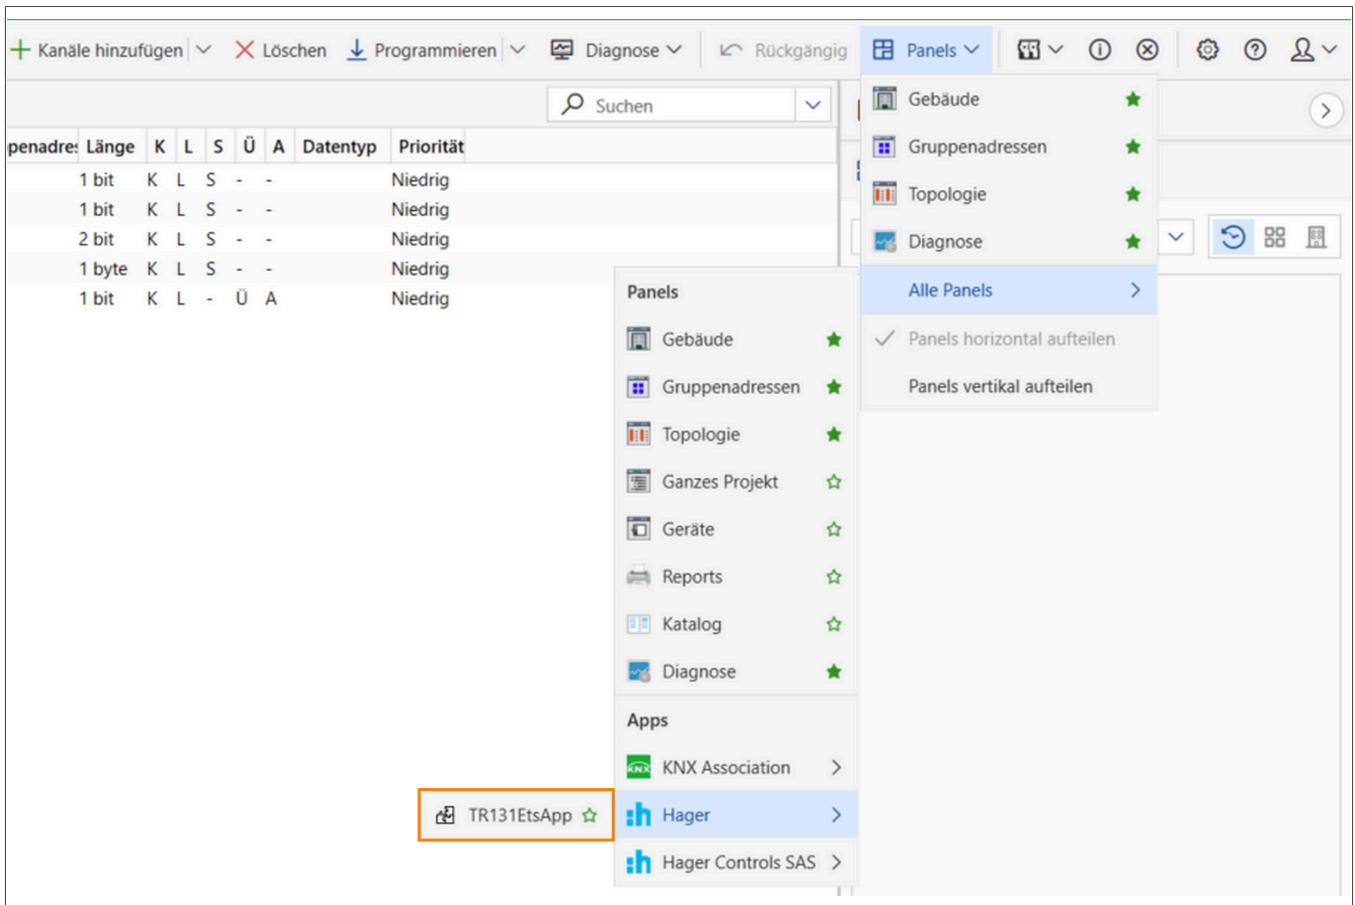 Kanäle hinzufügen Löschen Programmieren Diagnose Rückgängig Panels
Suchen
penadres Länge K L S Ü A Datentyp Priorität
1 bit K L S - - Niedrig
1 bit K L S - - Niedrig
2 bit K L S - - Niedrig
1 byte K L S - - Niedrig
1 bit K L - Ü A Niedrig
Gebäude
Gruppenadressen
Topologie
Diagnose
Alle Panels
Panels horizontal aufteilen
Panels vertikal aufteilen
Panels
Gebäude
Gruppenadressen
Topologie
Ganzes Projekt
Geräte
Reports
Katalog
Diagnose
Apps
KNX KNX Association
TR131EtsApp :h Hager
:h Hager Controls SAS